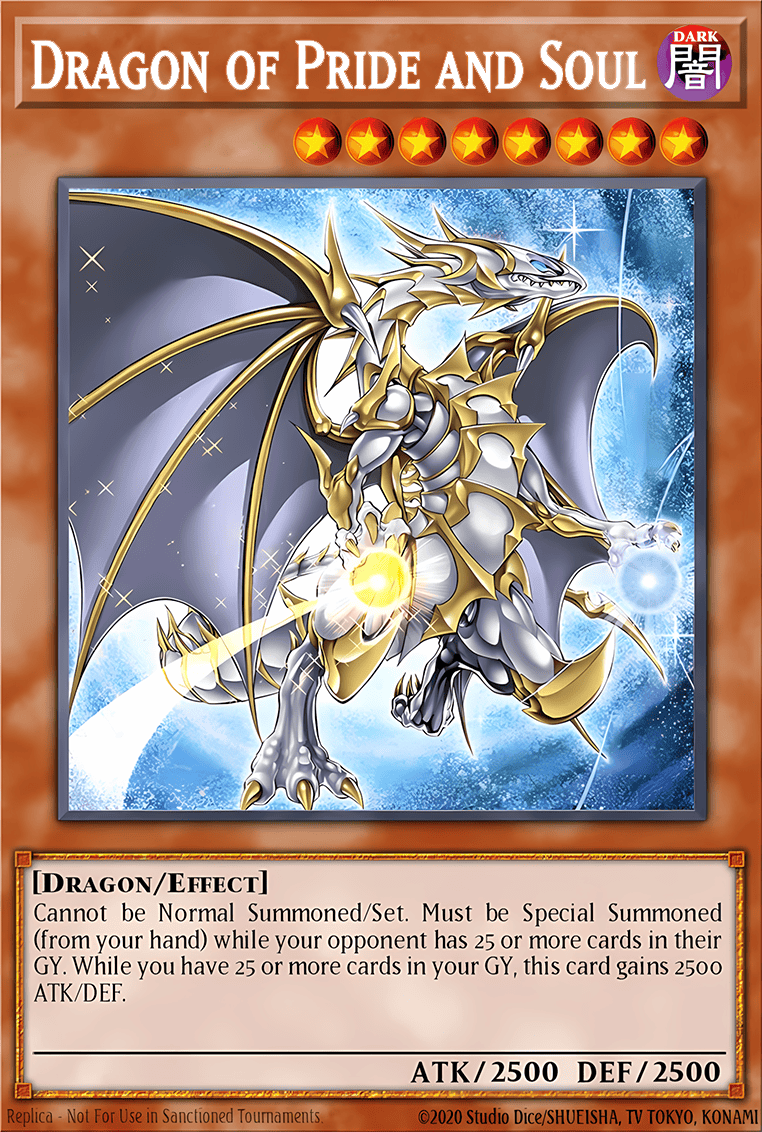 Dragon of Pride and Soul
DARK
闇
[Dragon/Effect]
Cannot be Normal Summoned/Set. Must be Special Summoned
(from your hand) while your opponent has 25 or more cards in their
GY. While you have 25 or more cards in your GY, this card gains 2500
ATK/DEF.
ATK/2500 DEF/2500
Replica - Not For Use in Sanctioned Tournaments.
©2020 Studio Dice/SHUEISHA, TV TOKYO, KONAMI